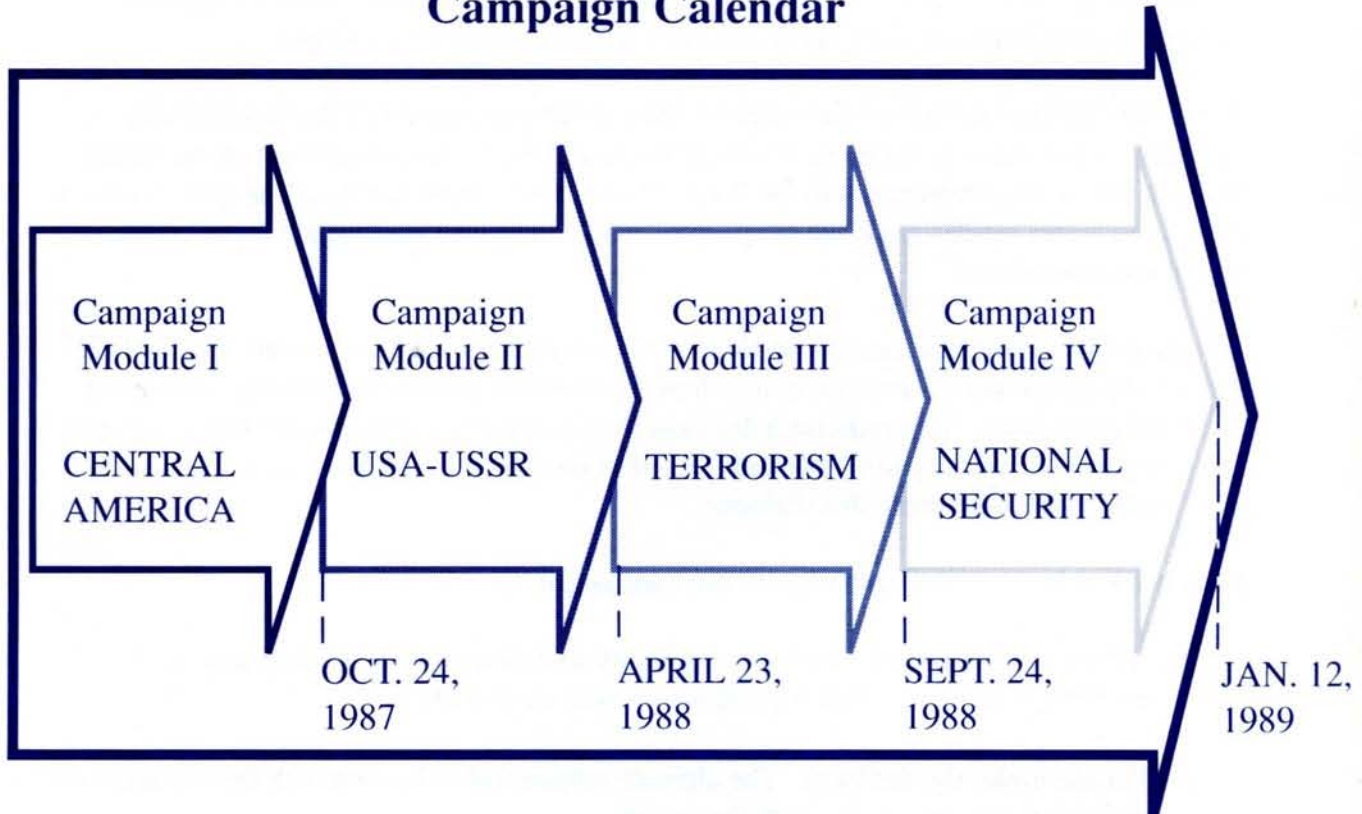 Campaign Calendar
Campaign
Module I
CENTRAL
AMERICA
Campaign
Module II
USA-USSR
Campaign
Module III
TERRORISM
Campaign
Module IV
NATIONAL
SECURITY
OCT. 24,
1987
APRIL 23,
1988
SEPT. 24,
1988
JAN. 12,
1989